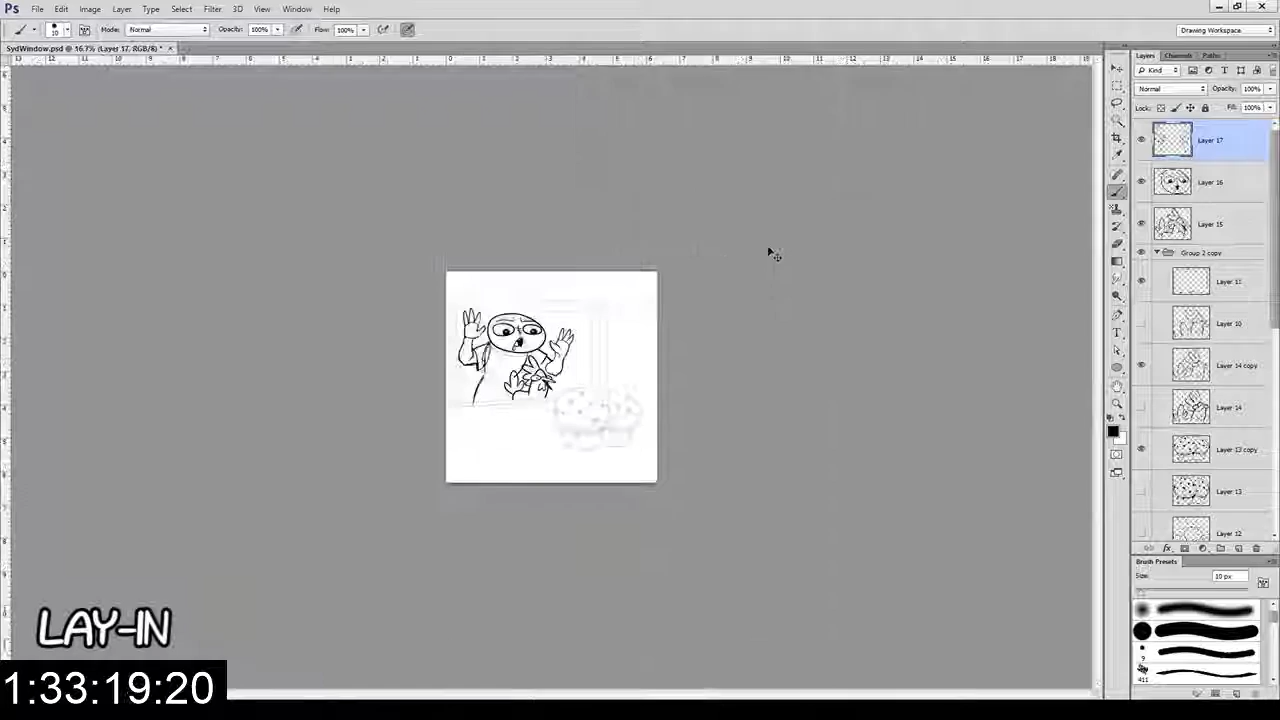 Ps File Edit Image Layer Type Select Filter 3D View Window Help
10 Mode: Normal Opacity: 100% Flow: 100% Drawing Workspace
SydWindow.psd @ 16.7% (Layer 17, RGB/8) * ×
Layers Channels Paths
Kind
Normal Opacity: 100%
Lock: Fill: 100%
Layer 17
Layer 16
Layer 15
Group 2 copy
Layer 11
Layer 10
Layer 14 copy
Layer 14
Layer 13 copy
Layer 13
Layer 12
Brush Presets
Size: 10 px
9
411
LAY-IN
1:33:19:20